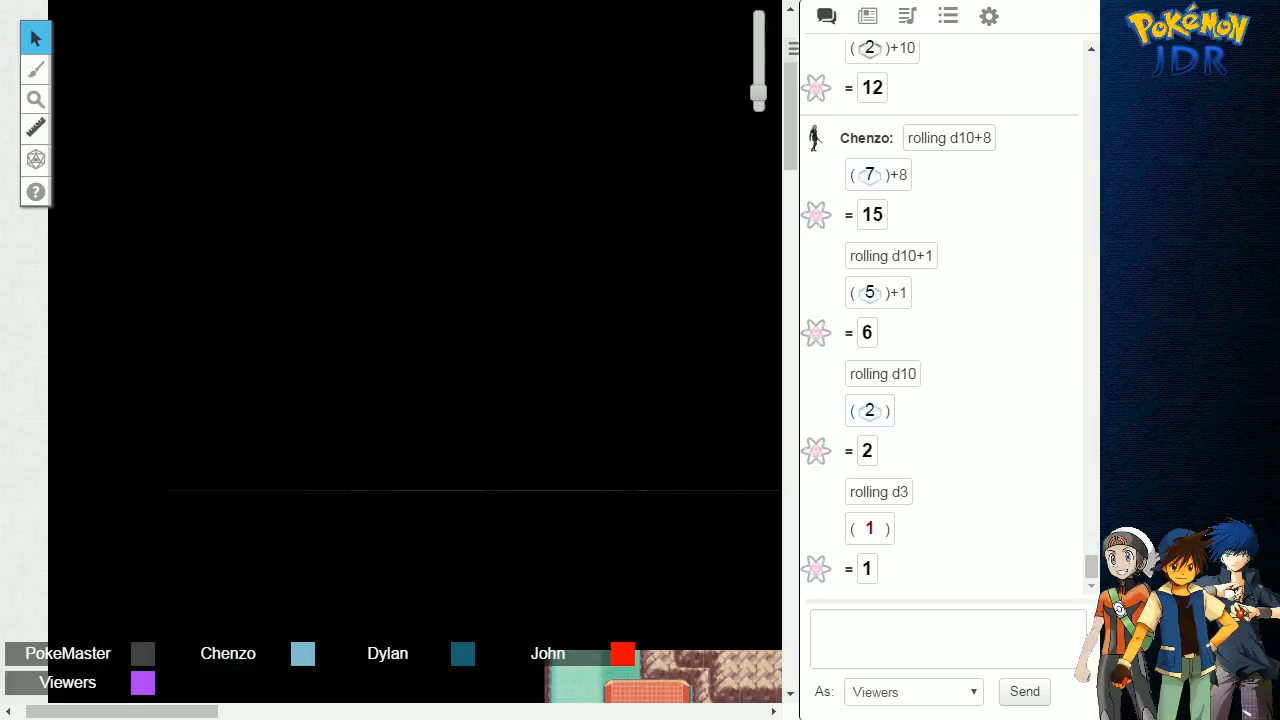 ( 2 )+10
= 12
Chenzo: rolling d10+8
( 7 )+8
= 15
rolling d10+1
( 5 )+1
= 6
rolling d10
( 2 )
= 2
rolling d3
( 1 )
= 1
As: Viewers Send
PokeMaster Chenzo Dylan John
Viewers
POKéMON
JDR